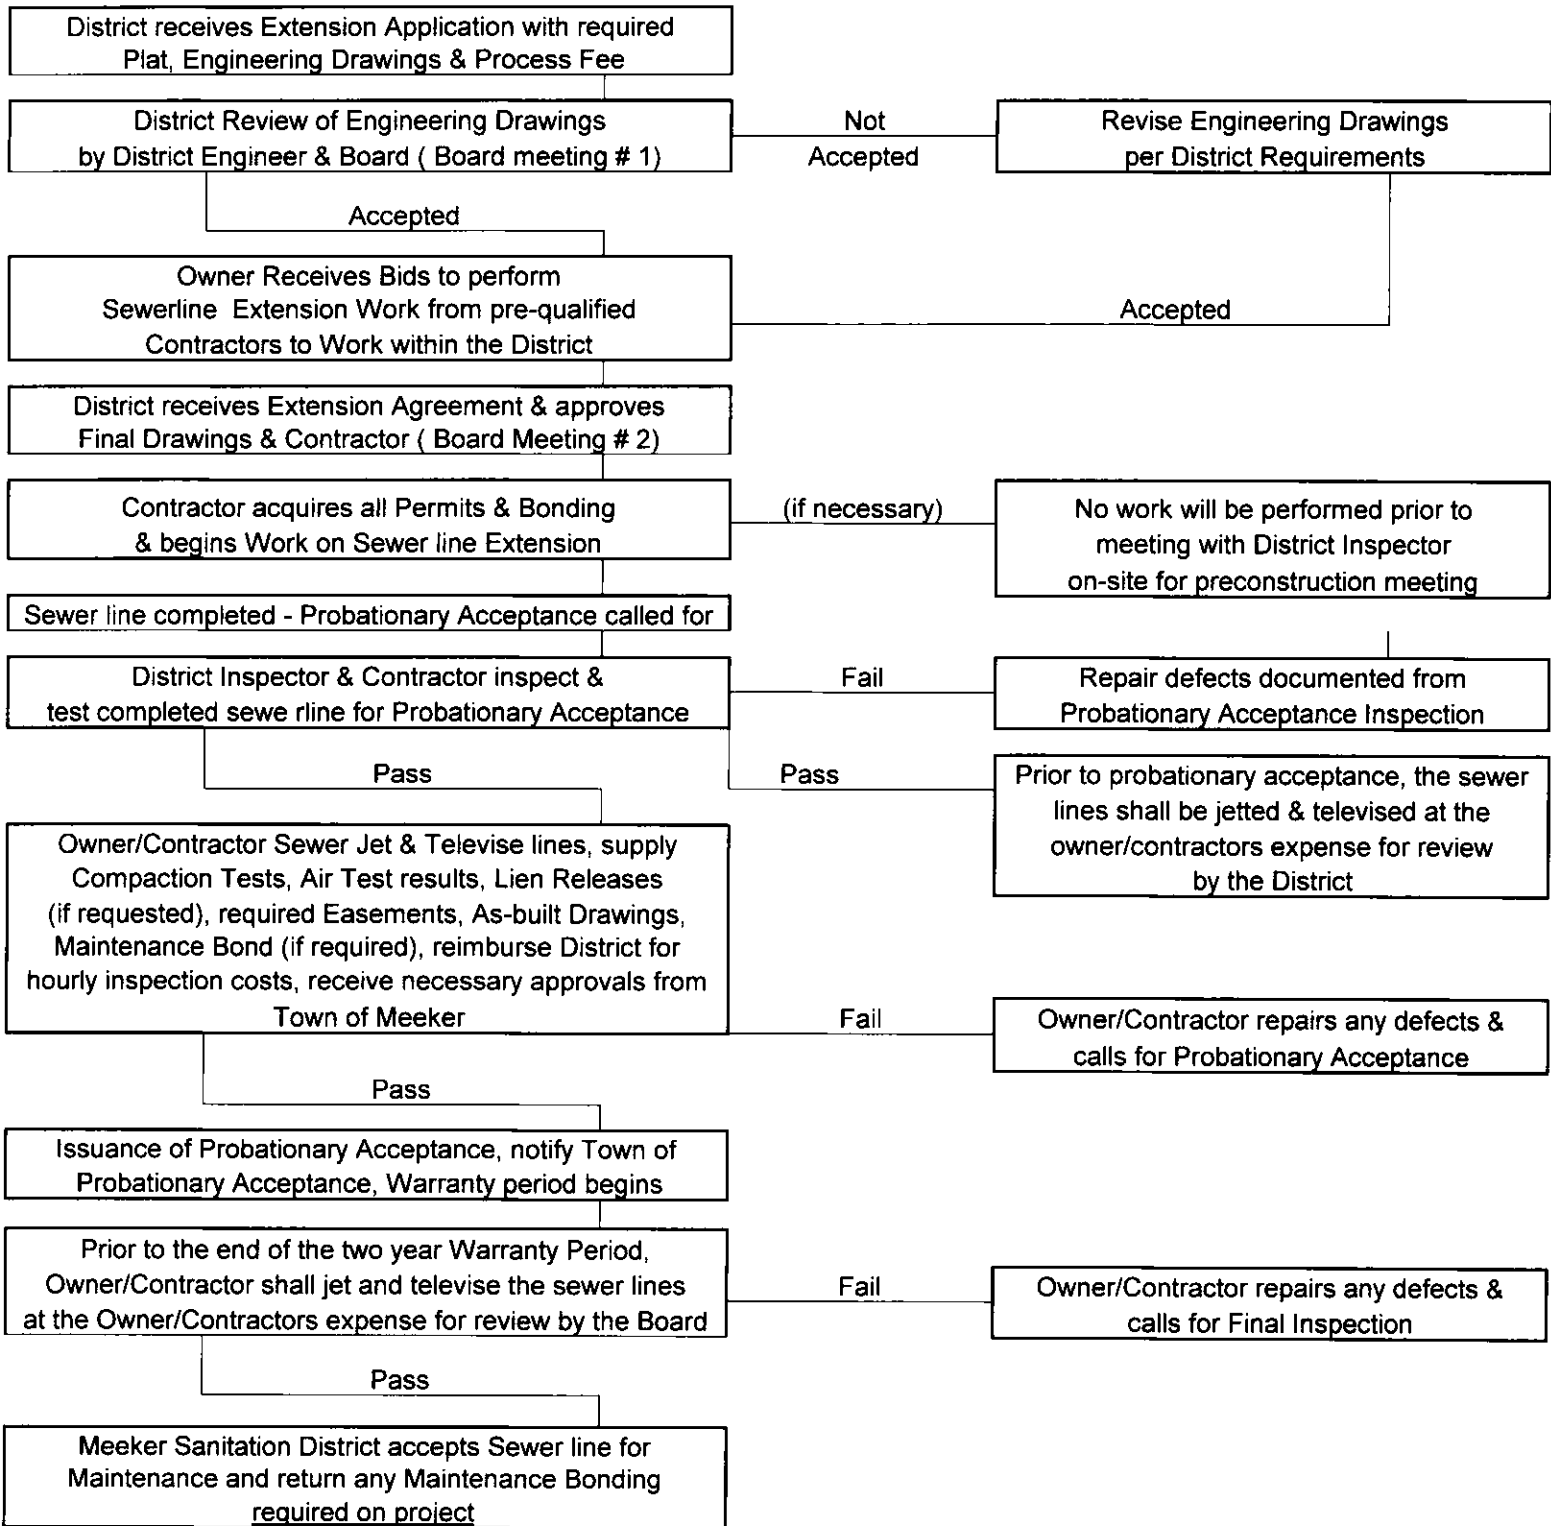 District receives Extension Application with required
Plat, Engineering Drawings & Process Fee
District Review of Engineering Drawings
by District Engineer & Board ( Board meeting # 1)
Not
Accepted
Revise Engineering Drawings
per District Requirements
Accepted
Owner Receives Bids to perform
Sewerline Extension Work from pre-qualified
Contractors to Work within the District
Accepted
District receives Extension Agreement & approves
Final Drawings & Contractor ( Board Meeting # 2)
Contractor acquires all Permits & Bonding
& begins Work on Sewer line Extension
(if necessary)
No work will be performed prior to
meeting with District Inspector
on-site for preconstruction meeting
Sewer line completed - Probationary Acceptance called for
District Inspector & Contractor inspect &
test completed sewe rline for Probationary Acceptance
Fail
Repair defects documented from
Probationary Acceptance Inspection
Pass
Pass
Prior to probationary acceptance, the sewer
lines shall be jetted & televised at the
owner/contractors expense for review
by the District
Owner/Contractor Sewer Jet & Televise lines, supply
Compaction Tests, Air Test results, Lien Releases
(if requested), required Easements, As-built Drawings,
Maintenance Bond (if required), reimburse District for
hourly inspection costs, receive necessary approvals from
Town of Meeker
Fail
Owner/Contractor repairs any defects &
calls for Probationary Acceptance
Pass
Issuance of Probationary Acceptance, notify Town of
Probationary Acceptance, Warranty period begins
Prior to the end of the two year Warranty Period,
Owner/Contractor shall jet and televise the sewer lines
at the Owner/Contractors expense for review by the Board
Fail
Owner/Contractor repairs any defects &
calls for Final Inspection
Pass
Meeker Sanitation District accepts Sewer line for
Maintenance and return any Maintenance Bonding
required on project